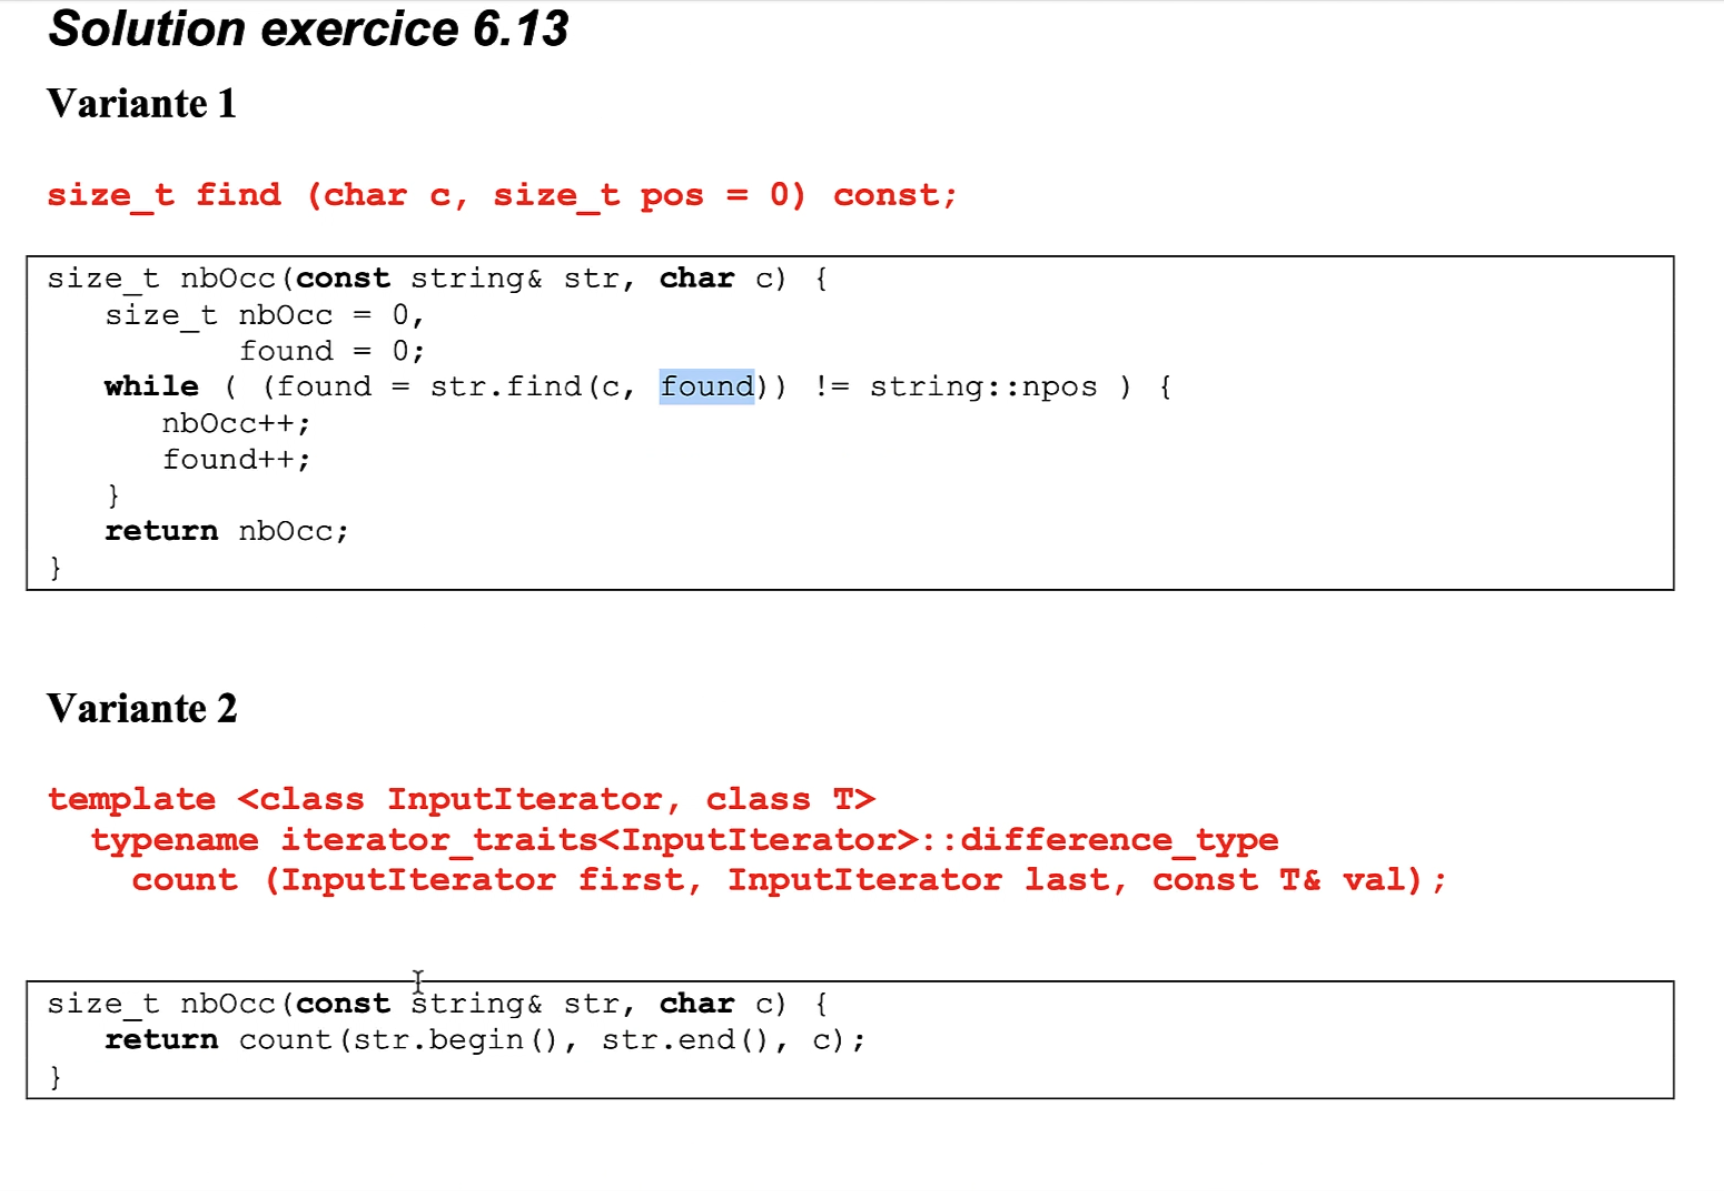 Solution exercice 6.13
Variante 1
size_t find (char c, size_t pos = 0) const;
size_t nbOcc(const string& str, char c) {
size_t nbOcc = 0,
found = 0;
while ( (found = str.find(c, found)) != string::npos ) {
nbOcc++;
found++;
}
return nbOcc;
}
Variante 2
template <class InputIterator, class T>
typename iterator_traits<InputIterator>::difference_type
count (InputIterator first, InputIterator last, const T& val);
size_t nbOcc(const string& str, char c) {
return count(str.begin(), str.end(), c);
}